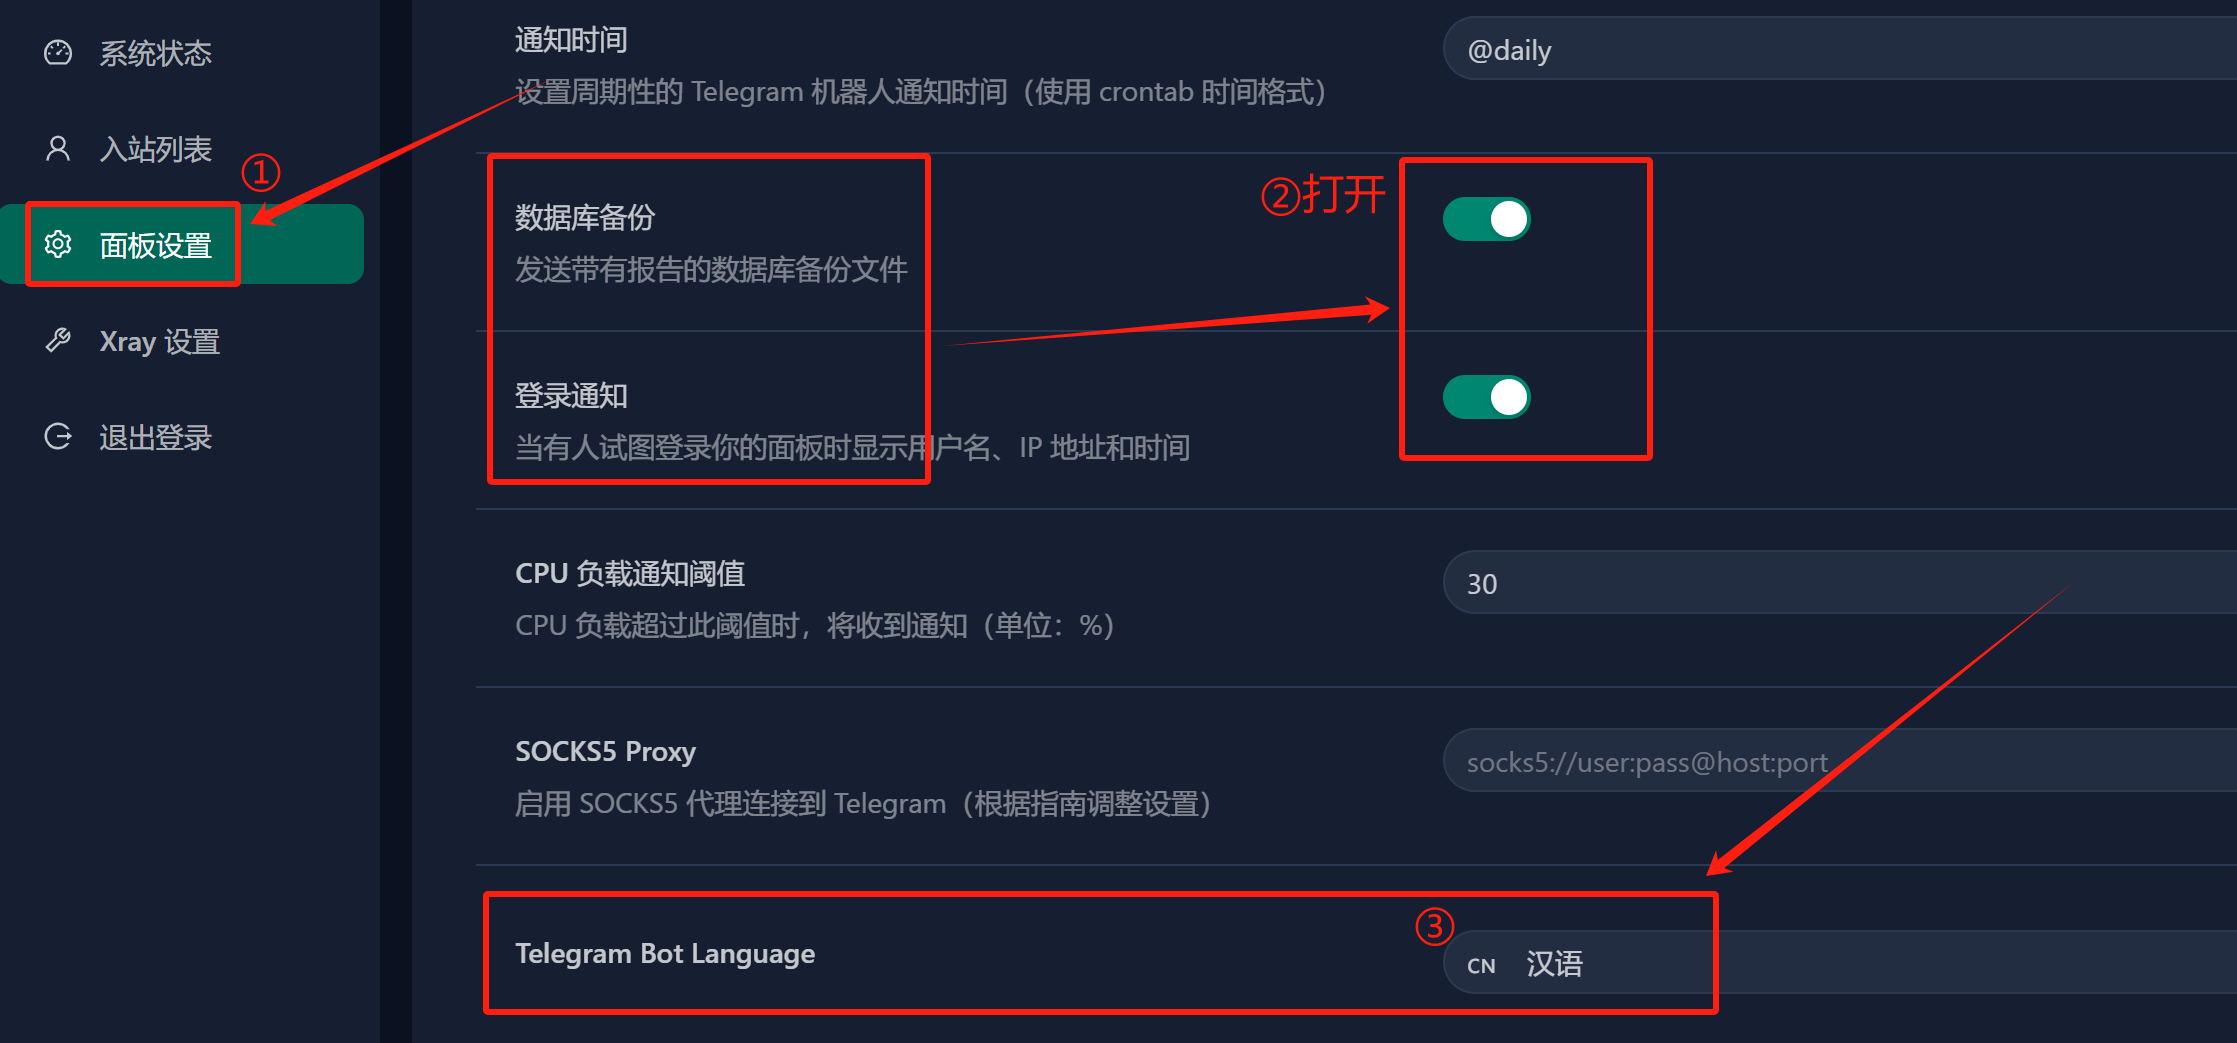 系统状态
入站列表
①
面板设置
Xray 设置
退出登录
通知时间
@daily
设置周期性的 Telegram 机器人通知时间（使用 crontab 时间格式）
数据库备份
②打开
发送带有报告的数据库备份文件
登录通知
当有人试图登录你的面板时显示用户名、IP 地址和时间
CPU 负载通知阈值
30
CPU 负载超过此阈值时，将收到通知（单位：%）
SOCKS5 Proxy
socks5://user:pass@host:port
启用 SOCKS5 代理连接到 Telegram（根据指南调整设置）
③
Telegram Bot Language
CN 汉语